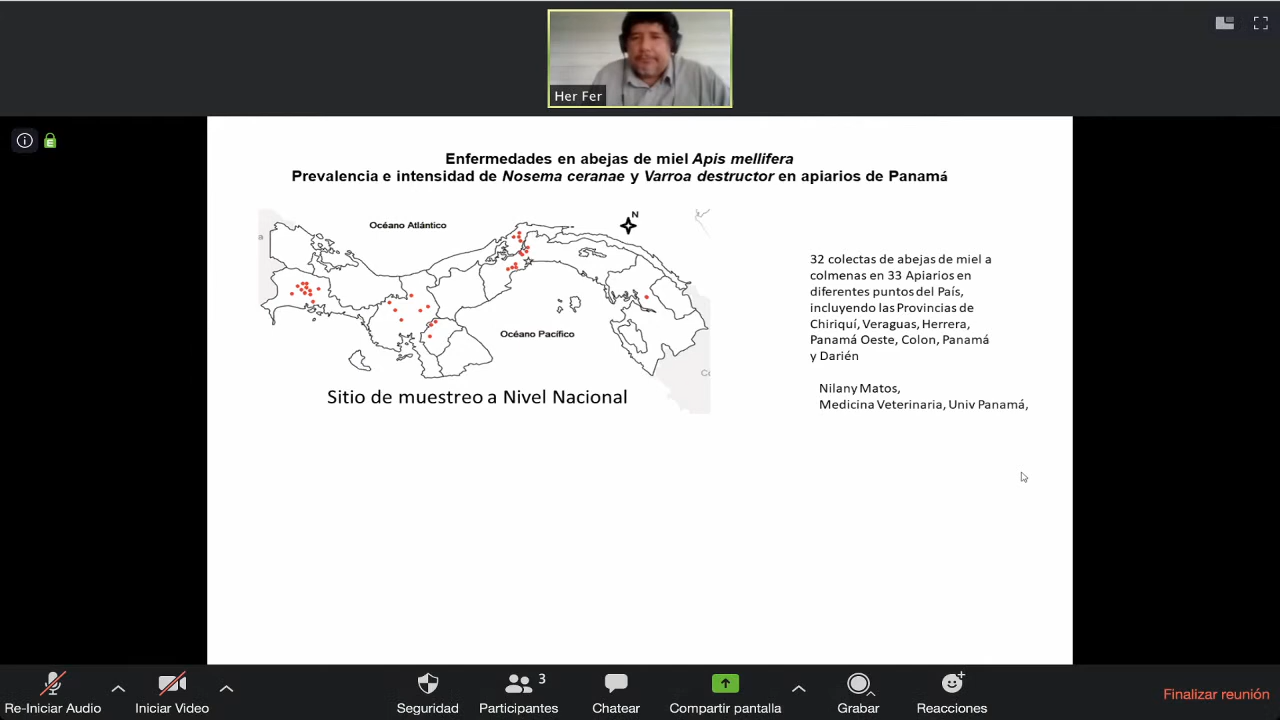 Her Fer
E
Enfermedades en abejas de miel Apis mellifera
Prevalencia e intensidad de Nosema ceranae y Varroa destructor en apiarios de Panamá
Océano Atlántico
N
a
Océano Pacífico
Sitio de muestreo a Nivel Nacional
32 colectas de abejas de miel a
colmenas en 33 Apiarios en
diferentes puntos del País,
incluyendo las Provincias de
Chiriquí, Veraguas, Herrera,
Panamá Oeste, Colon, Panamá
y Darién
Nilany Matos,
Medicina Veterinaria, Univ Panamá,
Re-Iniciar Audio
Iniciar Video
Seguridad
3
Participantes
Chatear
Compartir pantalla
Grabar
Reacciones
Finalizar reunión